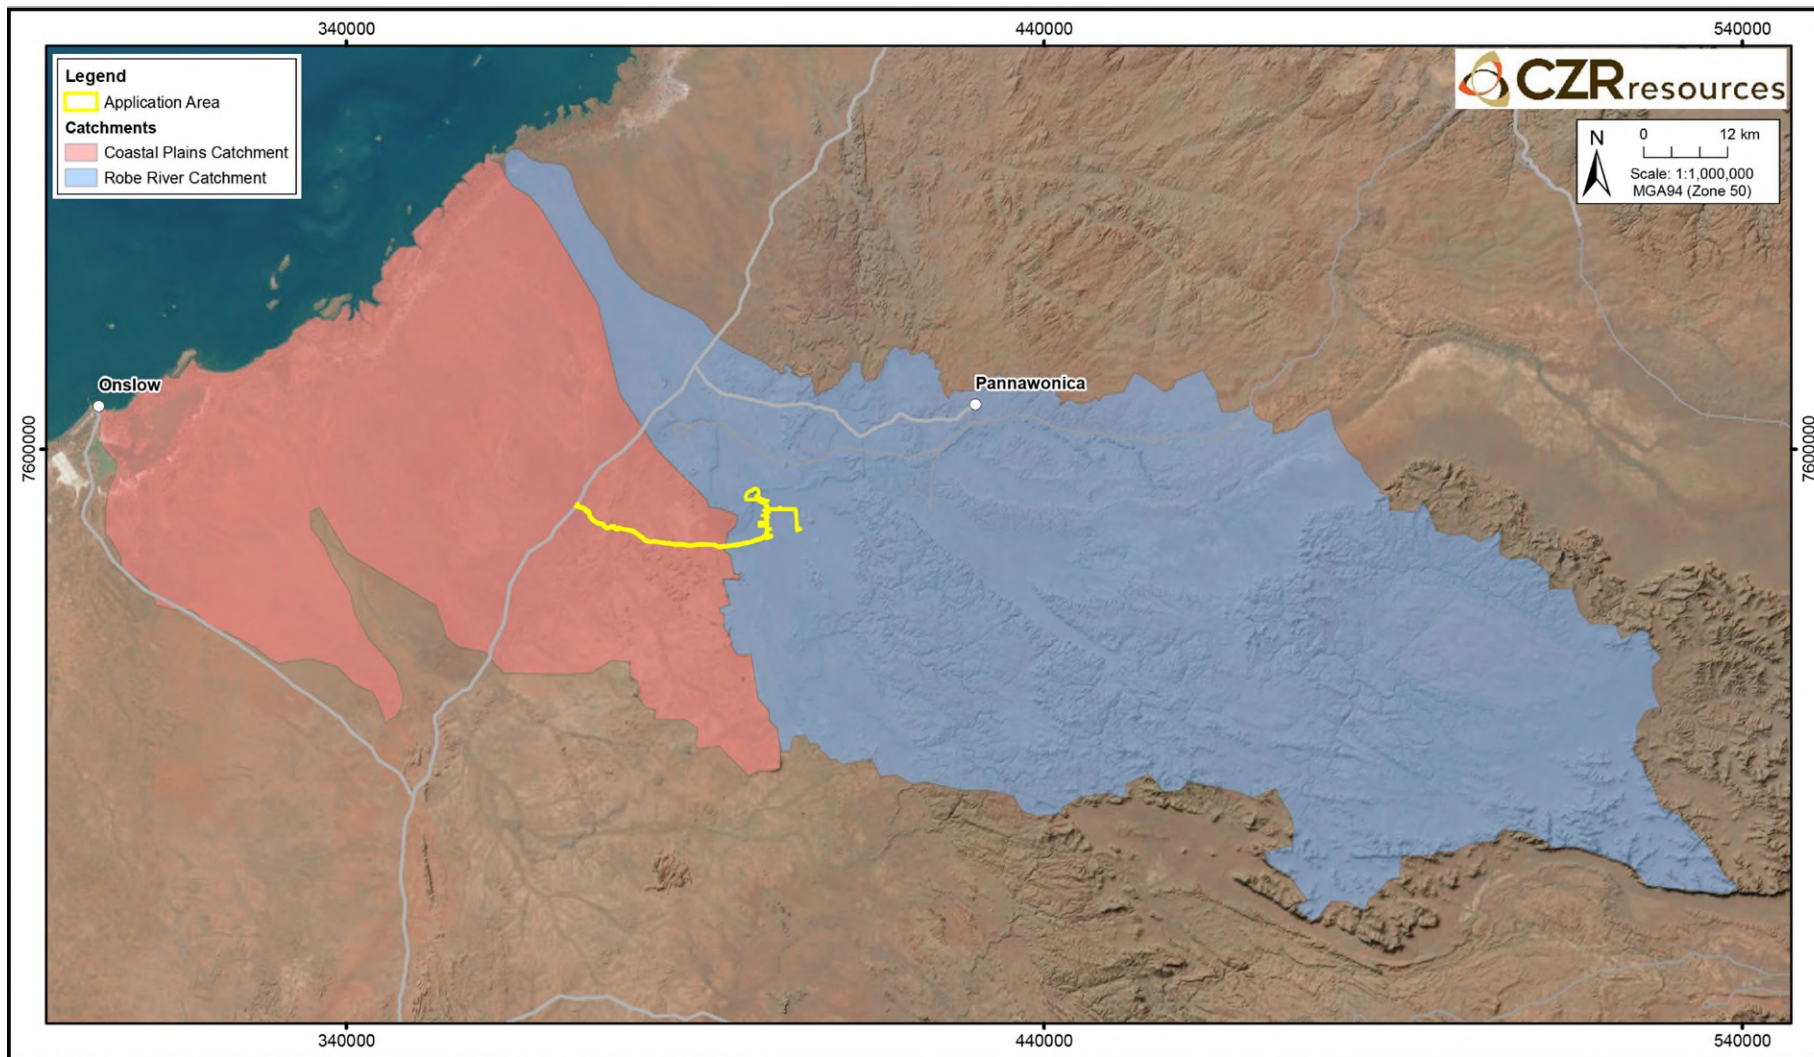 340000
440000
540000
Legend
Application Area
Catchments
Coastal Plains Catchment
Robe River Catchment
CZR resources
N
0 12 km
Scale: 1:1,000,000
MGA94 (Zone 50)
Onslow
Pannawonica
7600000
7600000
340000
440000
540000